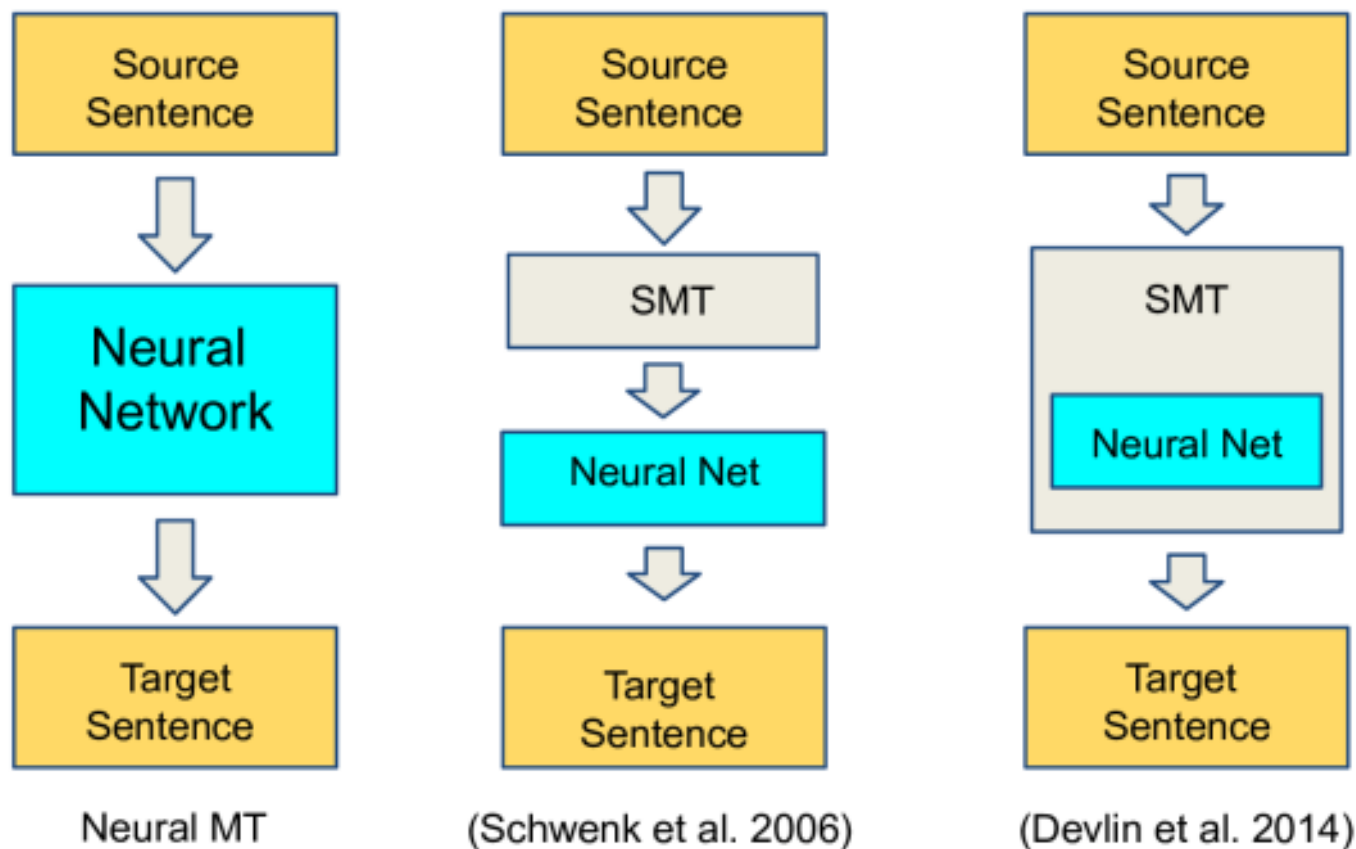 Source
Sentence
Neural
Network
Target
Sentence
Neural MT
Source
Sentence
SMT
Neural Net
Target
Sentence
(Schwenk et al. 2006)
Source
Sentence
SMT
Neural Net
Target
Sentence
(Devlin et al. 2014)